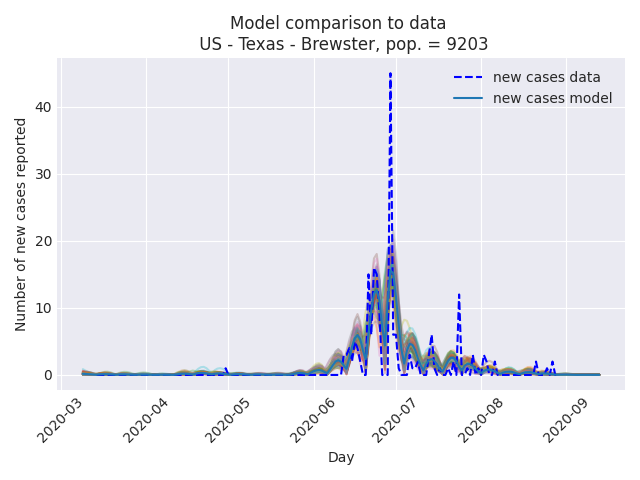 Model comparison to data
US - Texas - Brewster, pop. = 9203
new cases data
new cases model
Number of new cases reported
40
30
20
10
0
2020-03
2020-04
2020-05
2020-06
2020-07
2020-08
2020-09
Day